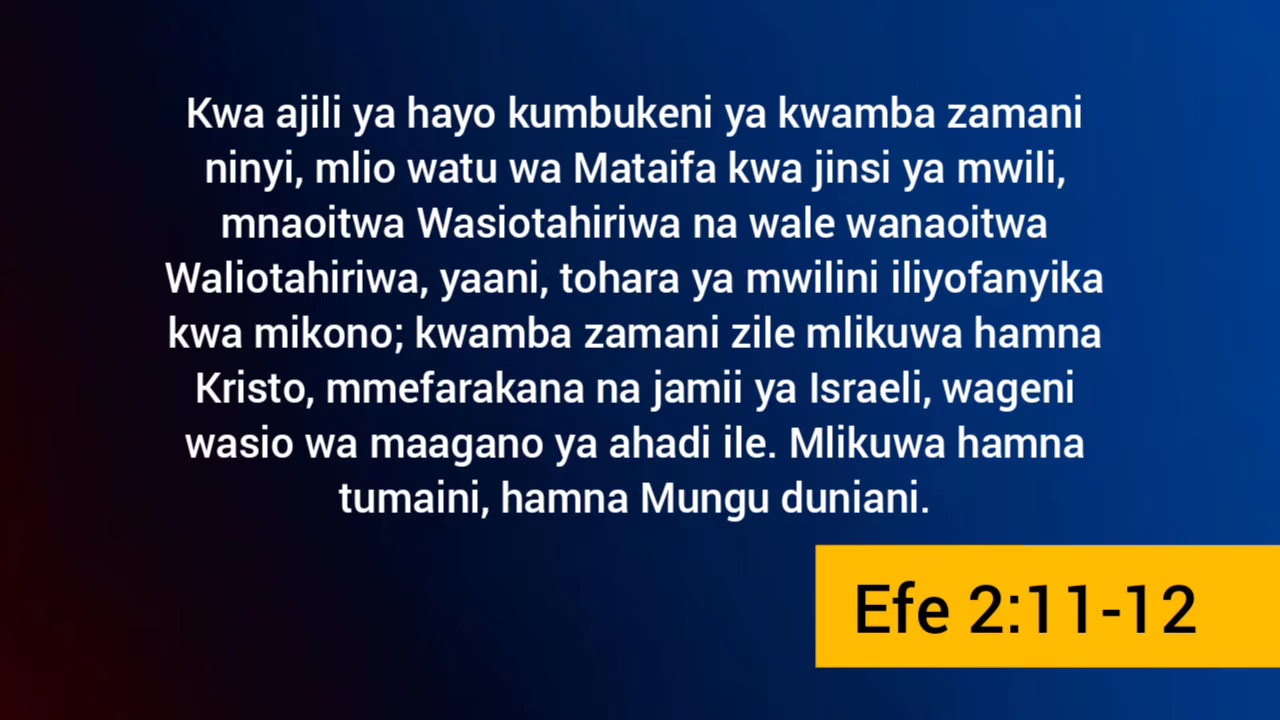 Kwa ajili ya hayo kumbukeni ya kwamba zamani
ninyi, mlio watu wa Mataifa kwa jinsi ya mwili,
mnaoitwa Wasiotahiriwa na wale wanaoitwa
Waliotahiriwa, yaani, tohara ya mwilini iliyofanyika
kwa mikono; kwamba zamani zile mlikuwa hamna
Kristo, mmefarakana na jamii ya Israeli, wageni
wasio wa maagano ya ahadi ile. Mlikuwa hamna
tumaini, hamna Mungu duniani.
Efe 2:11-12